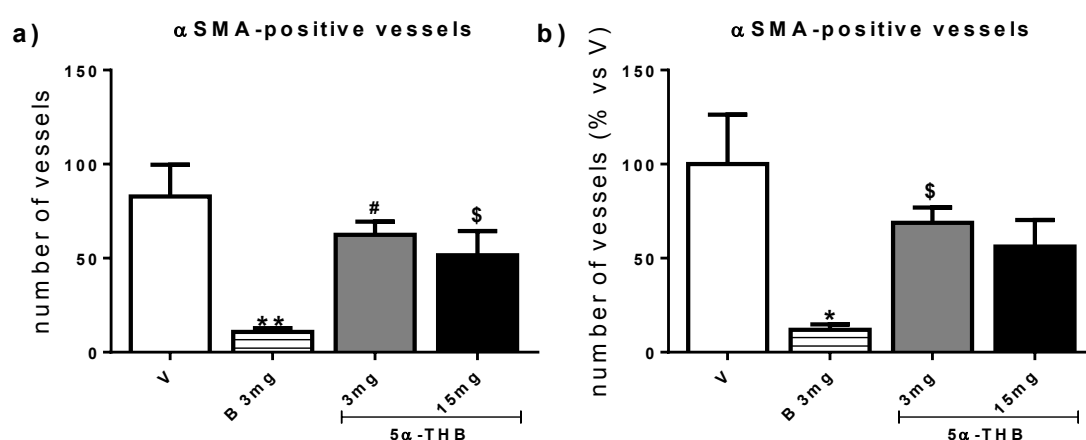 a)
αSMA-positive vessels
number of vessels
150
100
50
0
**
#
$
V
B 3mg
3mg
15mg
5α-THB
b)
αSMA-positive vessels
number of vessels (% vs V)
150
100
50
0
*
$
V
B 3mg
3mg
15mg
5α-THB